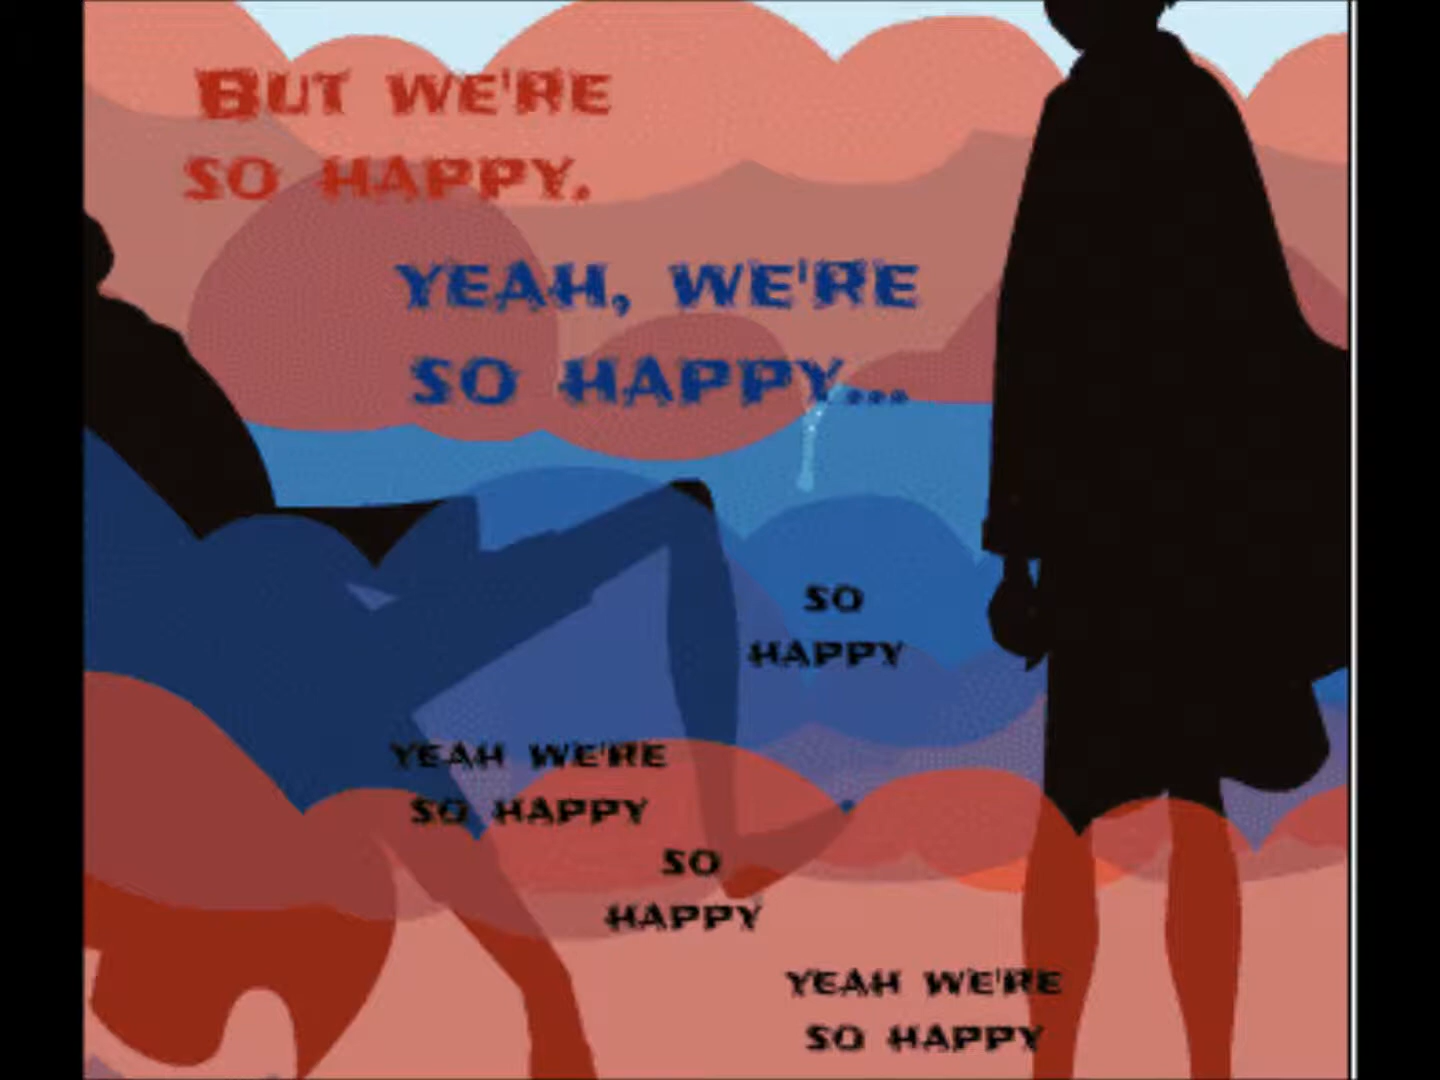 BUT WE'RE
SO HAPPY.
YEAH, WE'RE
SO HAPPY...
SO
HAPPY
YEAH WE'RE
SO HAPPY
SO
HAPPY
YEAH WE'RE
SO HAPPY